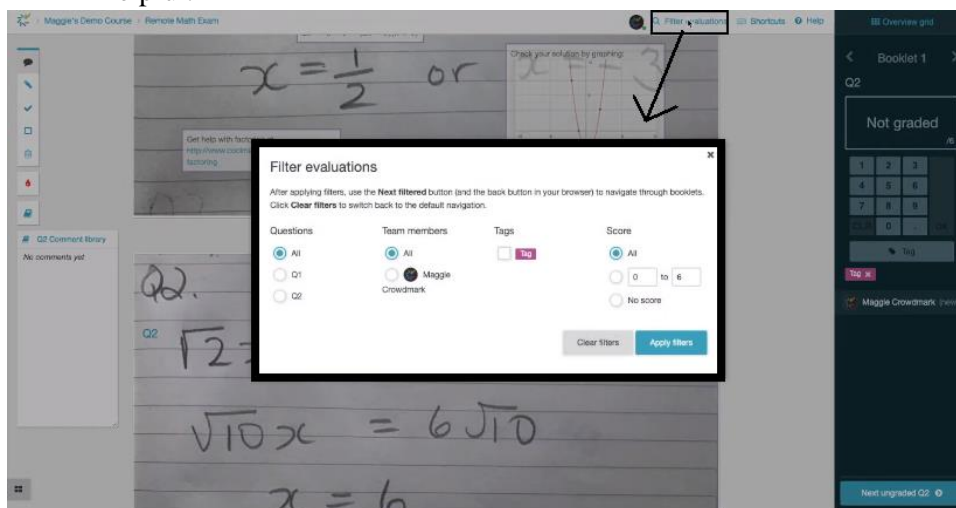 Maggie's Demo Course
Remote Math Exam
Filter evaluations
Shortcuts
Help
Overview grid
Booklet 1
Q2
Not graded
/6
1 2 3
4 5 6
7 8 9
0 .
Tag
Tag ×
Maggie Crowdmark
x = 1/2 or x = - 3
Check your solution by graphing:
Get help with
factoring
Q2 Comment library
No comments yet
Filter evaluations
After applying filters, use the Next filtered button (and the back button in your browser) to navigate through booklets.
Click Clear filters to switch back to the default navigation.
Questions
All
Q1
Q2
Team members
All
Maggie
Crowdmark
Tags
Tag
Score
All
0 to 6
No score
Clear filters
Apply filters
Q2.
Q2
√2
√10 x = 6 √10
x = 6
Next ungraded Q2